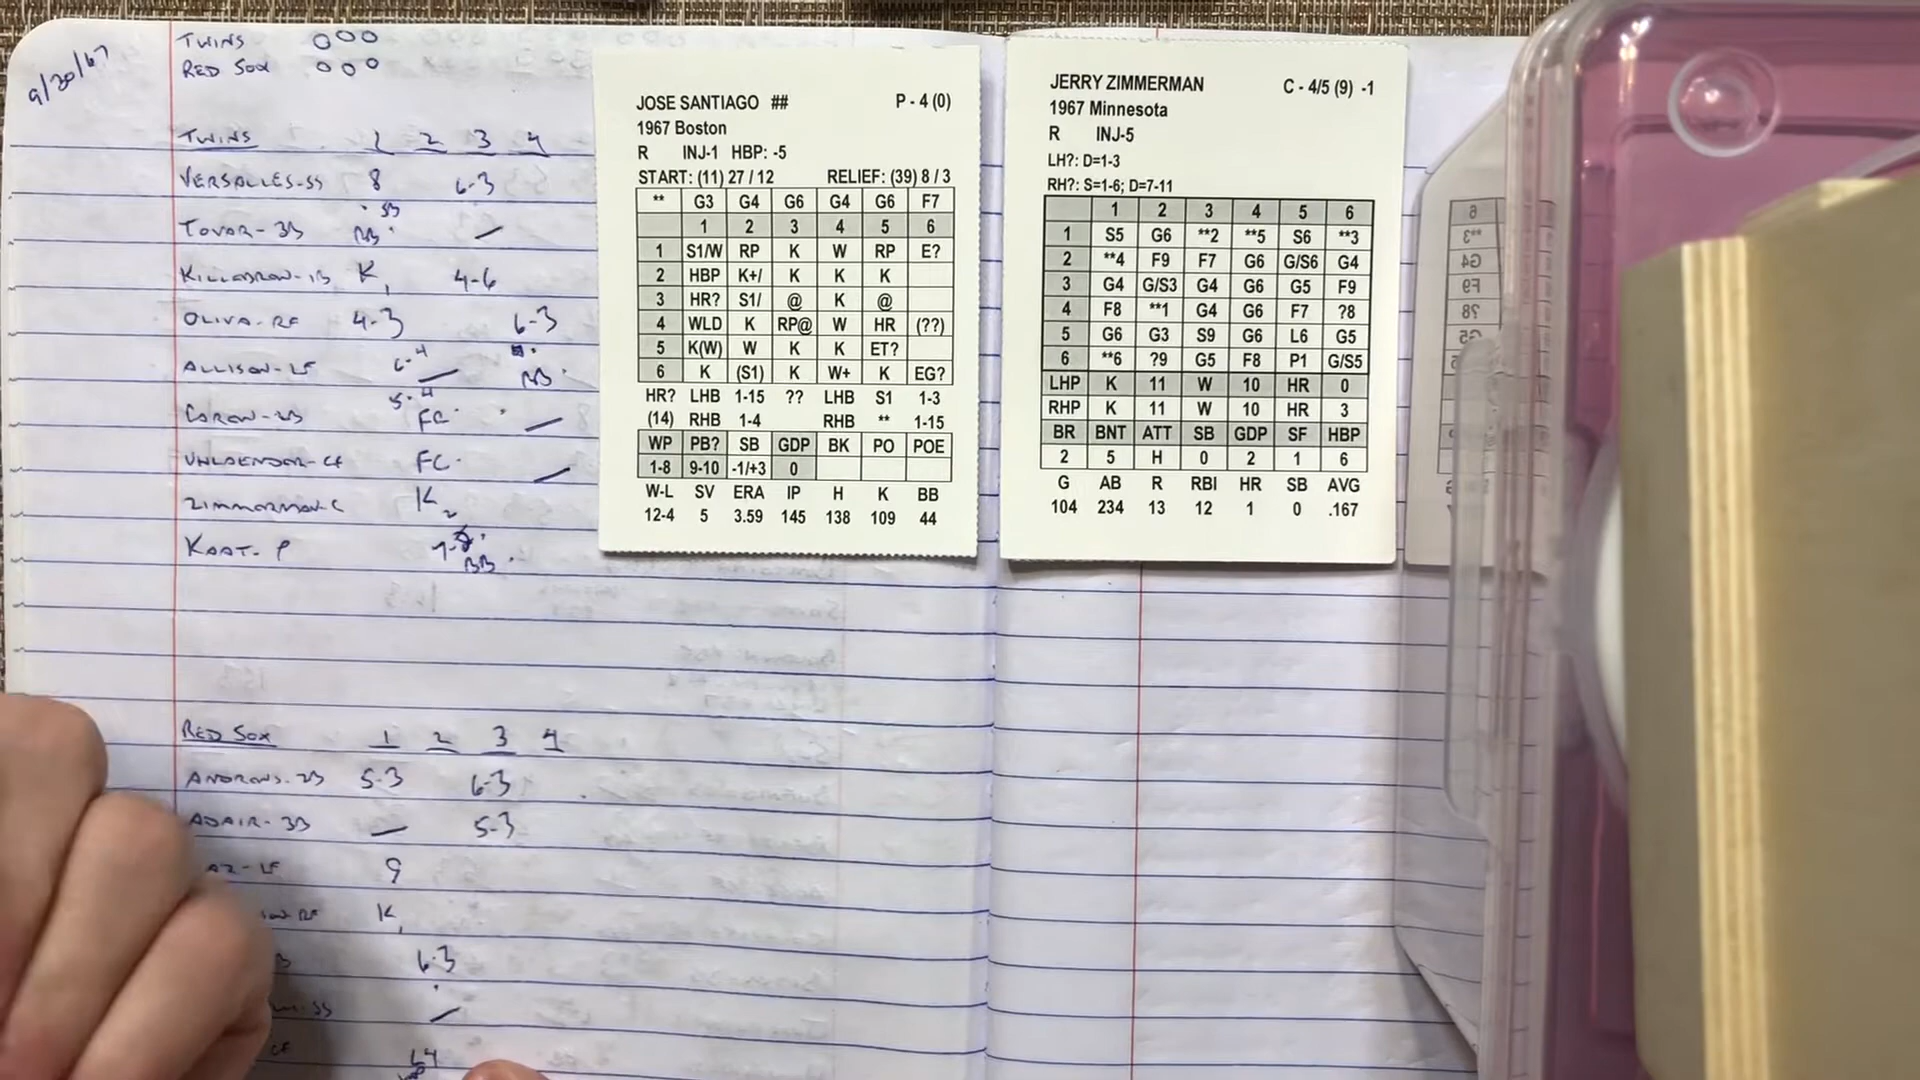 9/30/67
TWINS 000
RED SOX 000
TWINS 1 2 3 4
VERSALLES-SS 8 6-3
SB
TOVAR-3B BB
KILLEBREW-1B K 4-6
OLIVA-RF 4-3 6-3
ALLISON-LF 6-4 BB
CAREW-2B 5-4 FC
UHLAENDER-CF FC
ZIMMERMAN-C K
KAAT-P BB
RED SOX 1 2 3 4
ANDREWS-2B 5-3 6-3
ADAIR-3B 5-3
AZ-LF 9
RF K
B 6-3
SS
CF
JOSE SANTIAGO ## P - 4 (0)
1967 Boston
R INJ-1 HBP: -5
START: (11) 27 / 12 RELIEF: (39) 8 / 3
** G3 G4 G6 G4 G6 F7
1 2 3 4 5 6
1 S1/W RP K W RP E?
2 HBP K+/ K K K
3 HR? S1/ @ K @
4 WLD K RP@ W HR (??)
5 K(W) W K K ET?
6 K (S1) K W+ K EG?
HR? LHB 1-15 ?? LHB S1 1-3
(14) RHB 1-4 RHB ** 1-15
WP PB? SB GDP BK PO POE
1-8 9-10 -1/+3 0
W-L SV ERA IP H K BB
12-4 5 3.59 145 138 109 44
JERRY ZIMMERMAN C - 4/5 (9) -1
1967 Minnesota
R INJ-5
LH?: D=1-3
RH?: S=1-6; D=7-11
1 2 3 4 5 6
1 S5 G6 **2 **5 S6 **3
2 **4 F9 F7 G6 G/S6 G4
3 G4 G/S3 G4 G6 G5 F9
4 F8 **1 G4 G6 F7 ?8
5 G6 G3 S9 G6 L6 G5
6 **6 ?9 G5 F8 P1 G/S5
LHP K 11 W 10 HR 0
RHP K 11 W 10 HR 3
BR BNT ATT SB GDP SF HBP
2 5 H 0 2 1 6
G AB R RBI HR SB AVG
104 234 13 12 1 0 .167